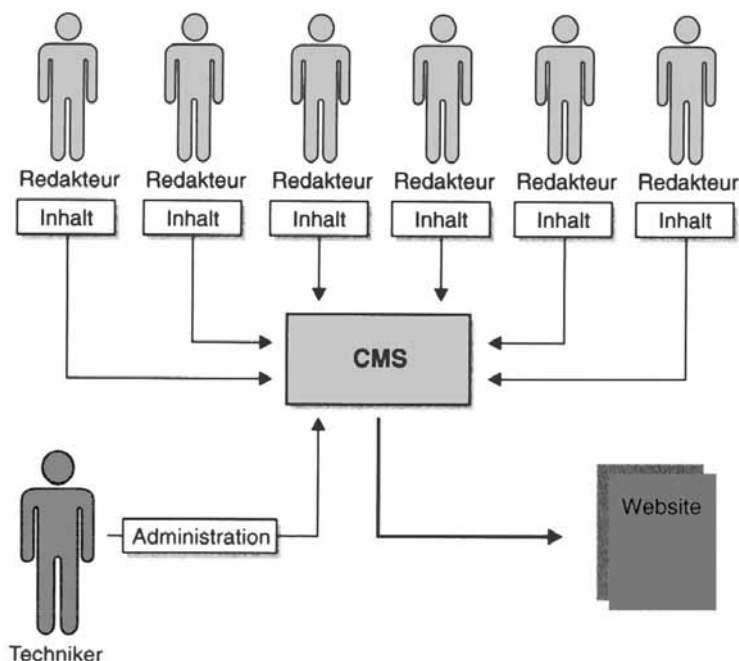 Redakteur Redakteur Redakteur Redakteur Redakteur Redakteur
Inhalt Inhalt Inhalt Inhalt Inhalt Inhalt
CMS
Website
Administration
Techniker